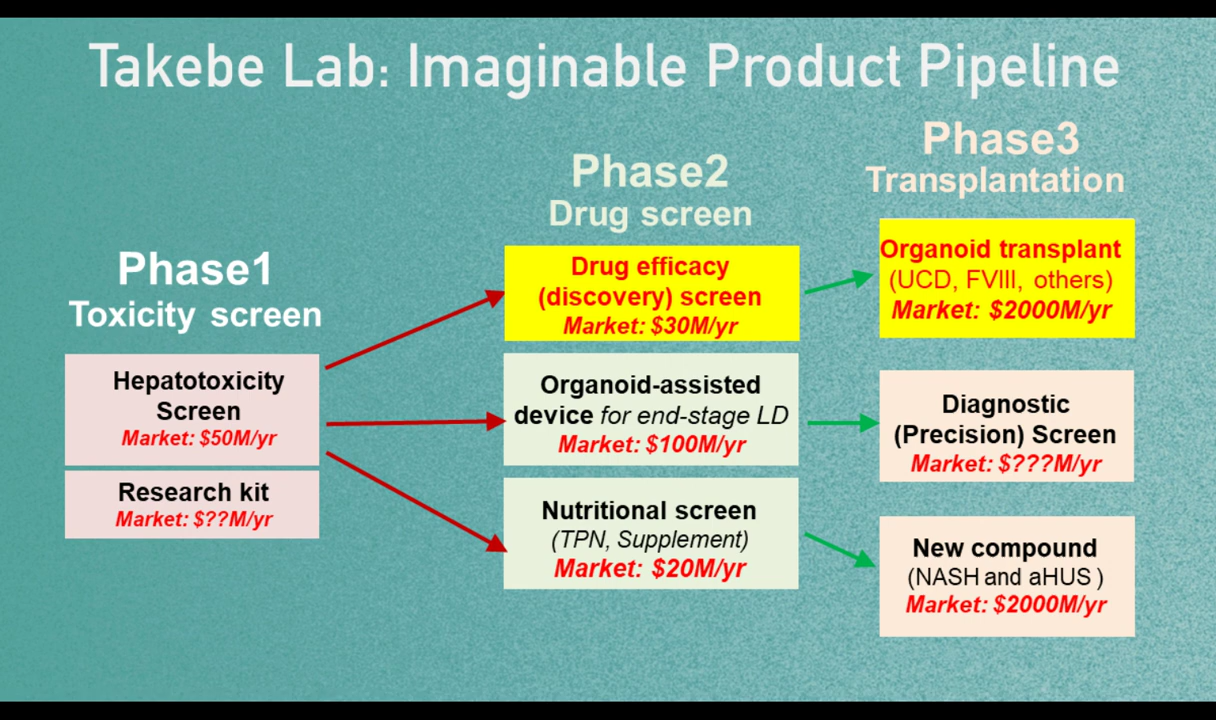 Takebe Lab: Imaginable Product Pipeline
Phase1
Toxicity screen
Hepatotoxicity
Screen
Market: $50M/yr
Research kit
Market: $??M/yr
Phase2
Drug screen
Drug efficacy
(discovery) screen
Market: $30M/yr
Organoid-assisted
device for end-stage LD
Market: $100M/yr
Nutritional screen
(TPN, Supplement)
Market: $20M/yr
Phase3
Transplantation
Organoid transplant
(UCD, FVIII, others)
Market: $2000M/yr
Diagnostic
(Precision) Screen
Market: $???M/yr
New compound
(NASH and aHUS )
Market: $2000M/yr